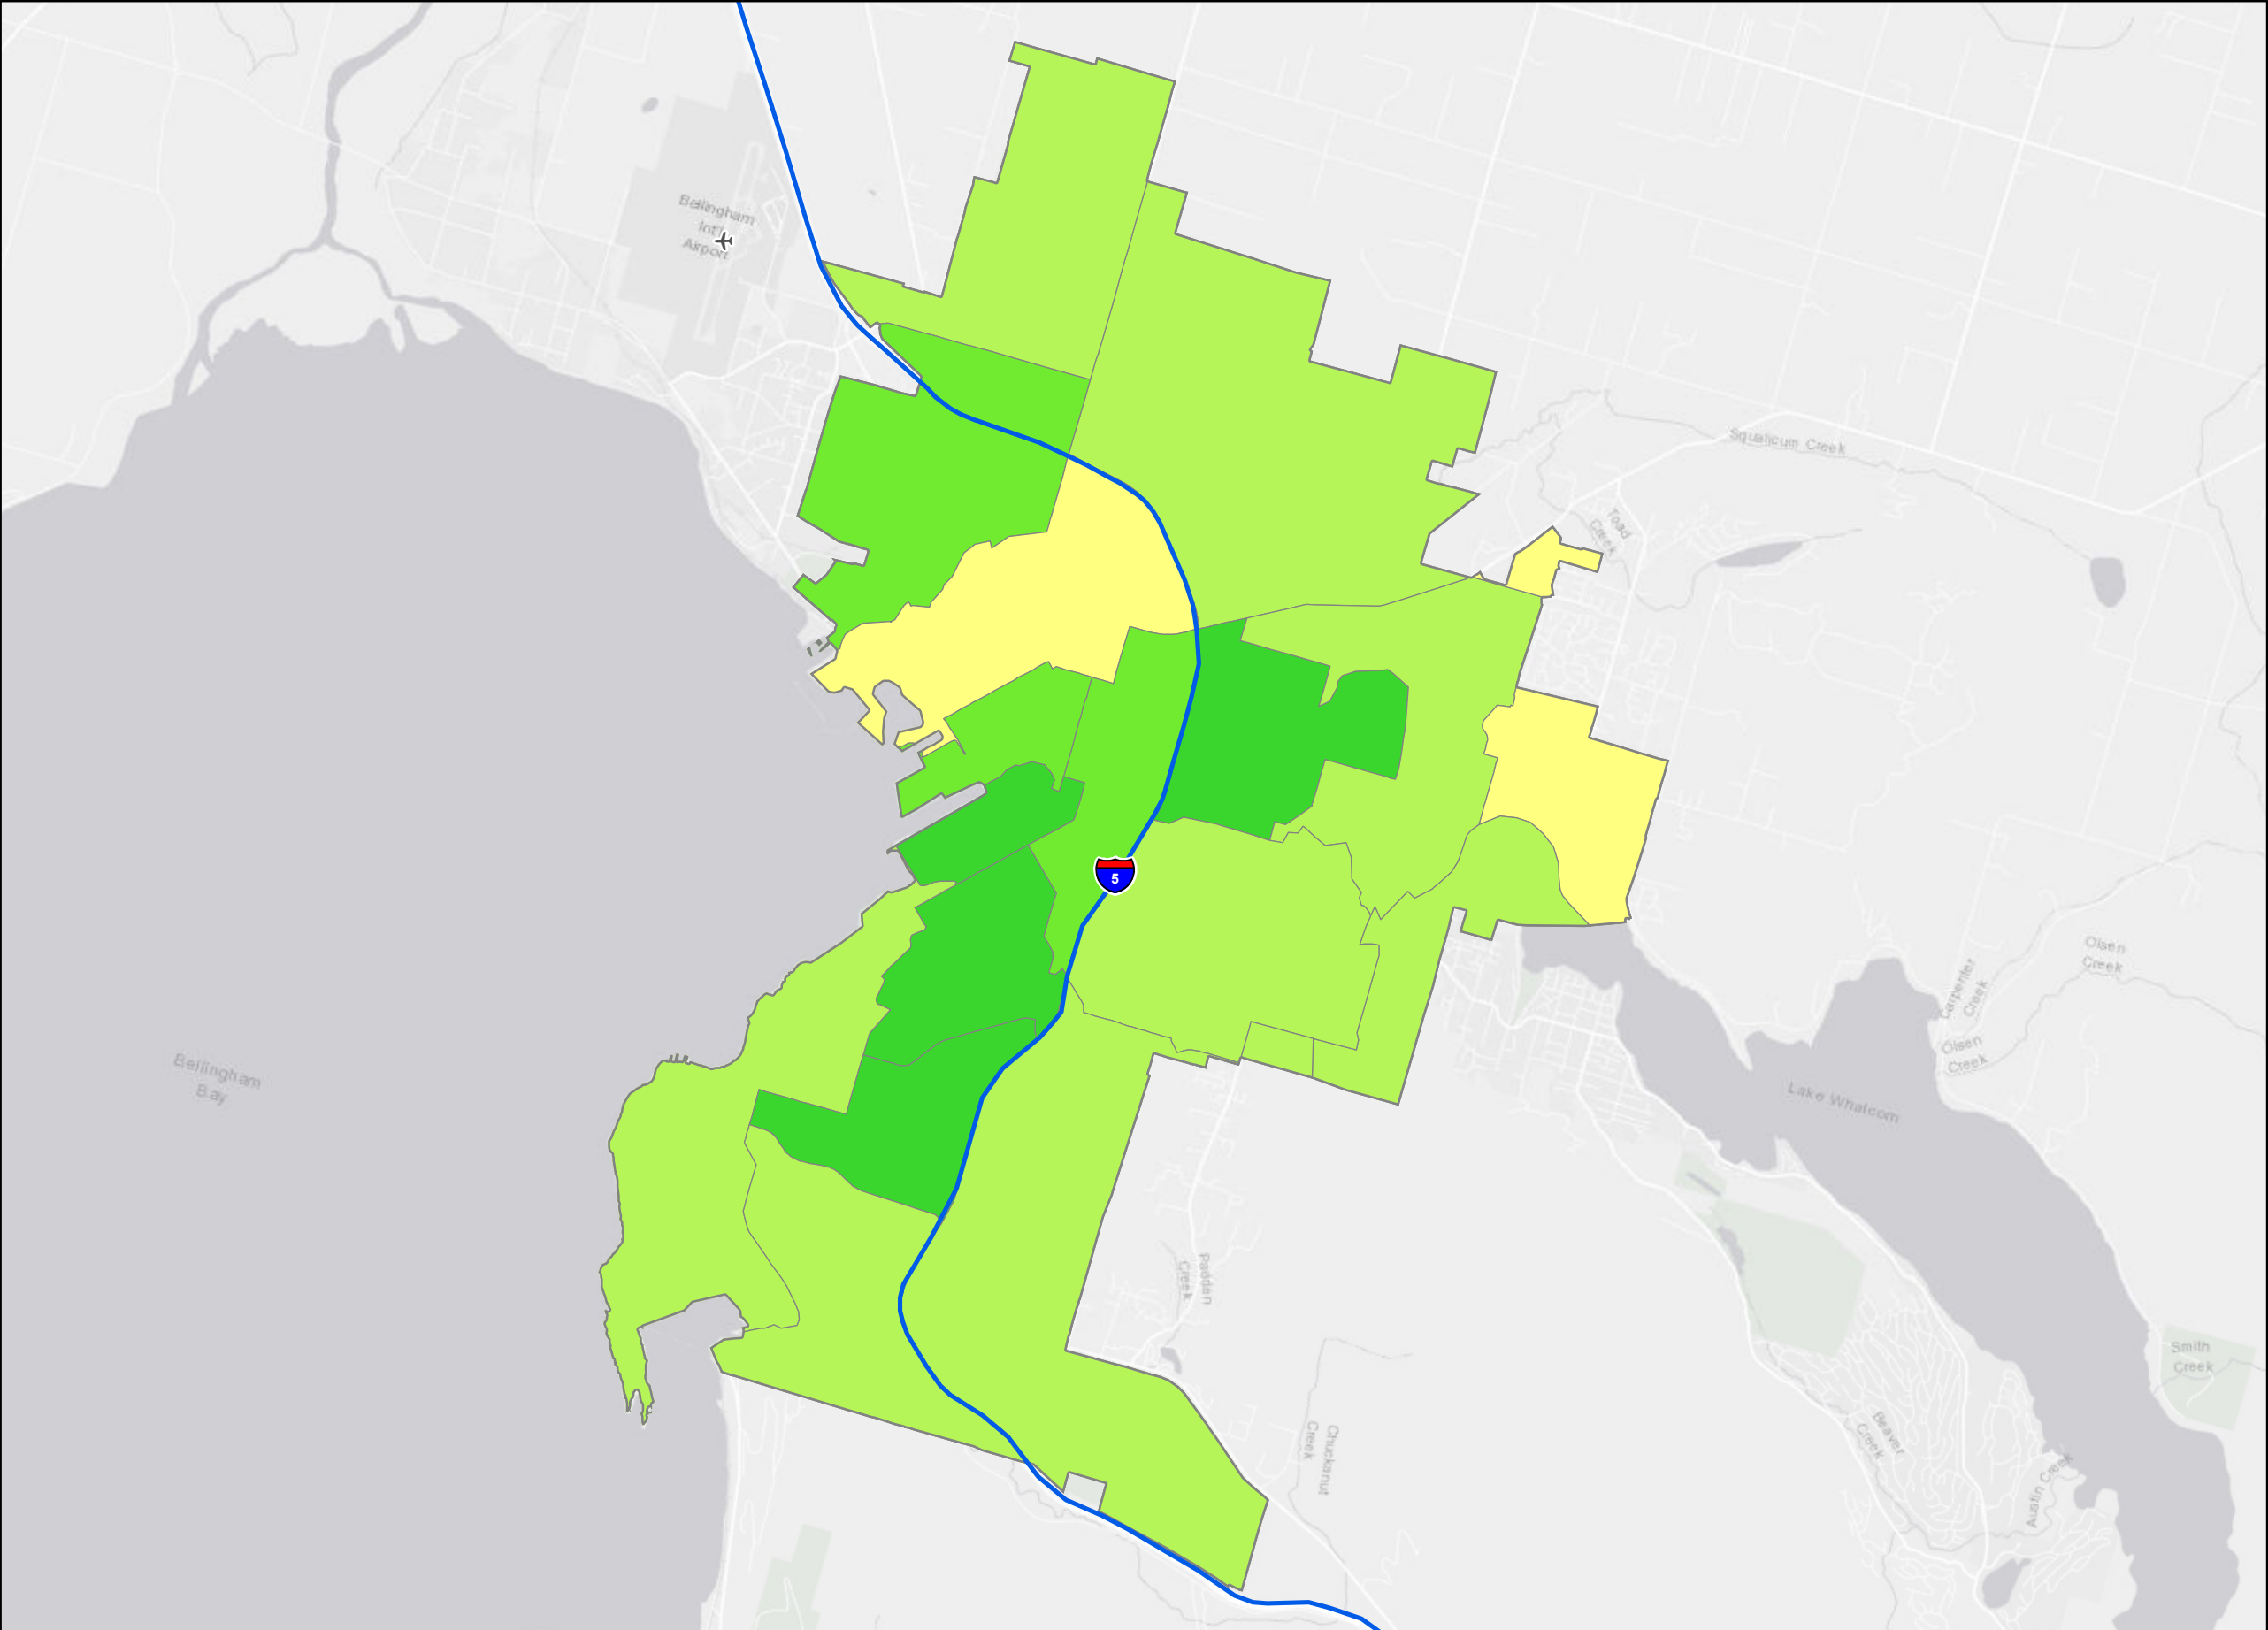 Bellingham
Int'l
Airport
Squalicum Creek
Toad
Creek
5
Olsen
Creek
Carpenter
Creek
Olsen
Creek
Bellingham
Bay
Lake Whatcom
Padden
Creek
Smith
Creek
Beaver
Creek
Chuckanut
Creek
Austin Creek